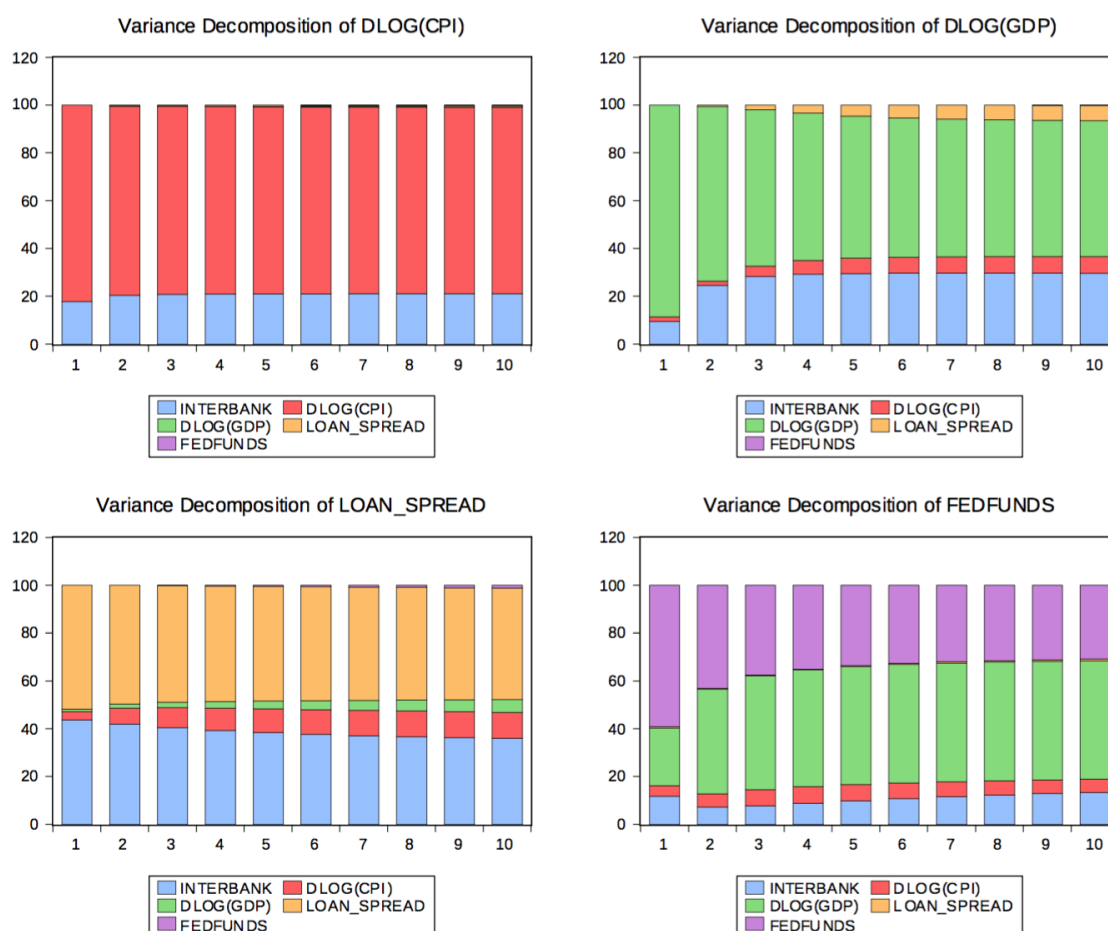 Variance Decomposition of DLOG(CPI)
120
100
80
60
40
20
0
1 2 3 4 5 6 7 8 9 10
INTERBANK DLOG(CPI)
DLOG(GDP) LOAN_SPREAD
FEDFUNDS
Variance Decomposition of DLOG(GDP)
120
100
80
60
40
20
0
1 2 3 4 5 6 7 8 9 10
INTERBANK DLOG(CPI)
DLOG(GDP) LOAN_SPREAD
FEDFUNDS
Variance Decomposition of LOAN_SPREAD
120
100
80
60
40
20
0
1 2 3 4 5 6 7 8 9 10
INTERBANK DLOG(CPI)
DLOG(GDP) LOAN_SPREAD
FEDFUNDS
Variance Decomposition of FEDFUNDS
120
100
80
60
40
20
0
1 2 3 4 5 6 7 8 9 10
INTERBANK DLOG(CPI)
DLOG(GDP) LOAN_SPREAD
FEDFUNDS